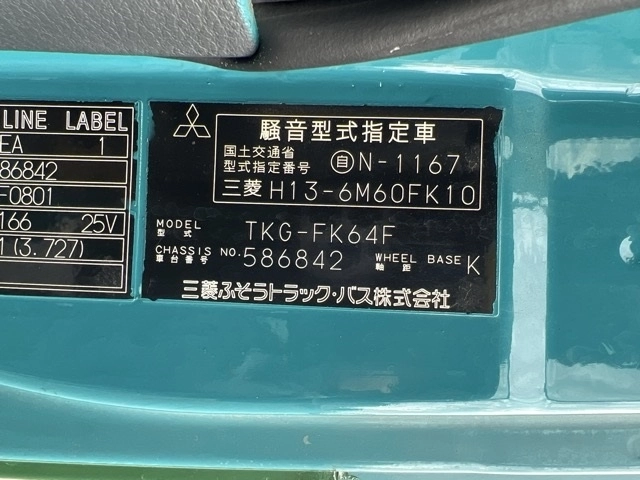 LINE LABEL
EA 1
86842
-0801
166 25V
1 (3.727)
騒音型式指定車
国土交通省
型式指定番号 自N-1167
三菱 H13-6M60FK10
MODEL
型式 TKG-FK64F
CHASSIS NO.
車台番号 586842
WHEEL BASE
軸距 K
三菱ふそうトラック・バス株式会社